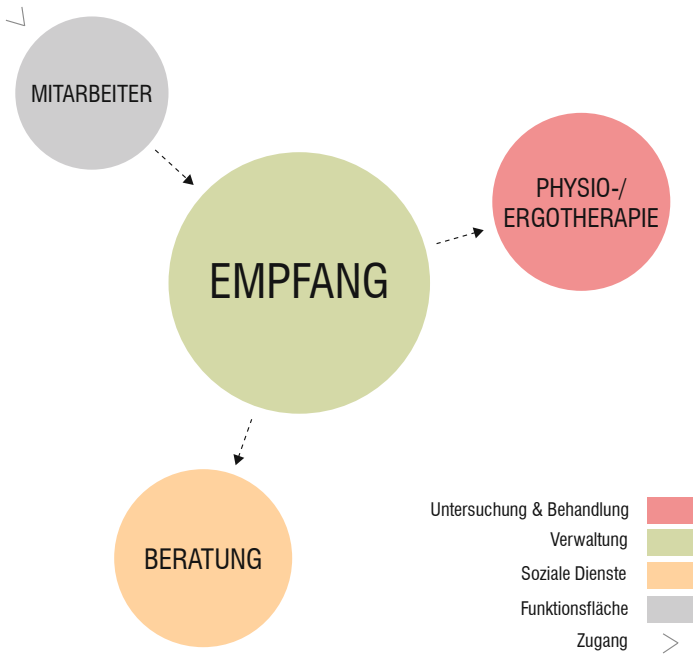 MITARBEITER
PHYSIO-/
ERGOTHERAPIE
EMPFANG
BERATUNG
Untersuchung & Behandlung
Verwaltung
Soziale Dienste
Funktionsfläche
Zugang